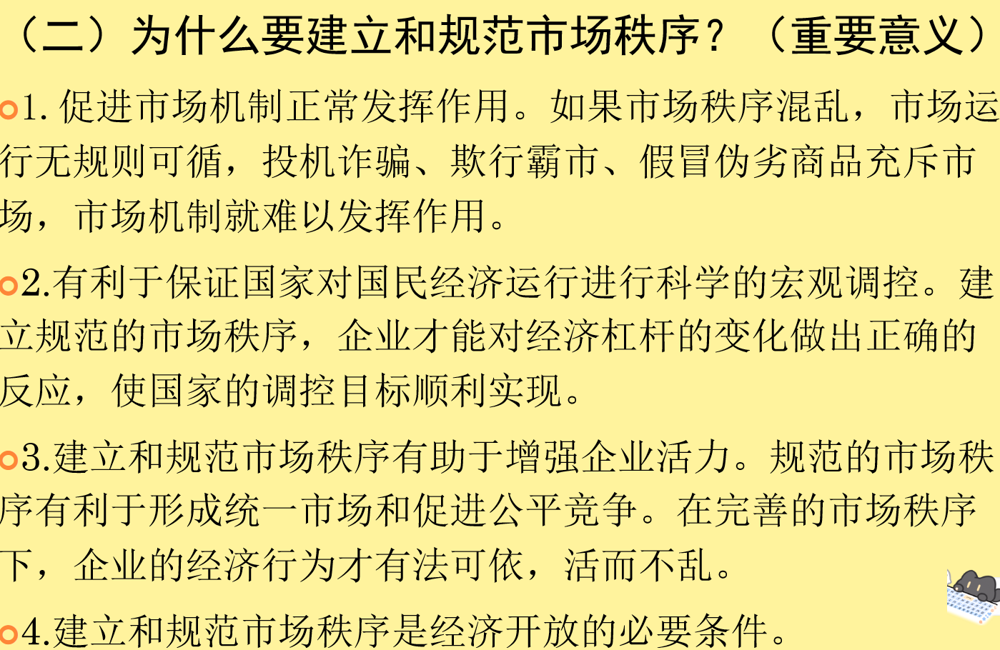 （二）为什么要建立和规范市场秩序？（重要意义）
1. 促进市场机制正常发挥作用。如果市场秩序混乱，市场运
行无规则可循，投机诈骗、欺行霸市、假冒伪劣商品充斥市
场，市场机制就难以发挥作用。
2.有利于保证国家对国民经济运行进行科学的宏观调控。建
立规范的市场秩序，企业才能对经济杠杆的变化做出正确的
反应，使国家的调控目标顺利实现。
3.建立和规范市场秩序有助于增强企业活力。规范的市场秩
序有利于形成统一市场和促进公平竞争。在完善的市场秩序
下，企业的经济行为才有法可依，活而不乱。
4.建立和规范市场秩序是经济开放的必要条件。